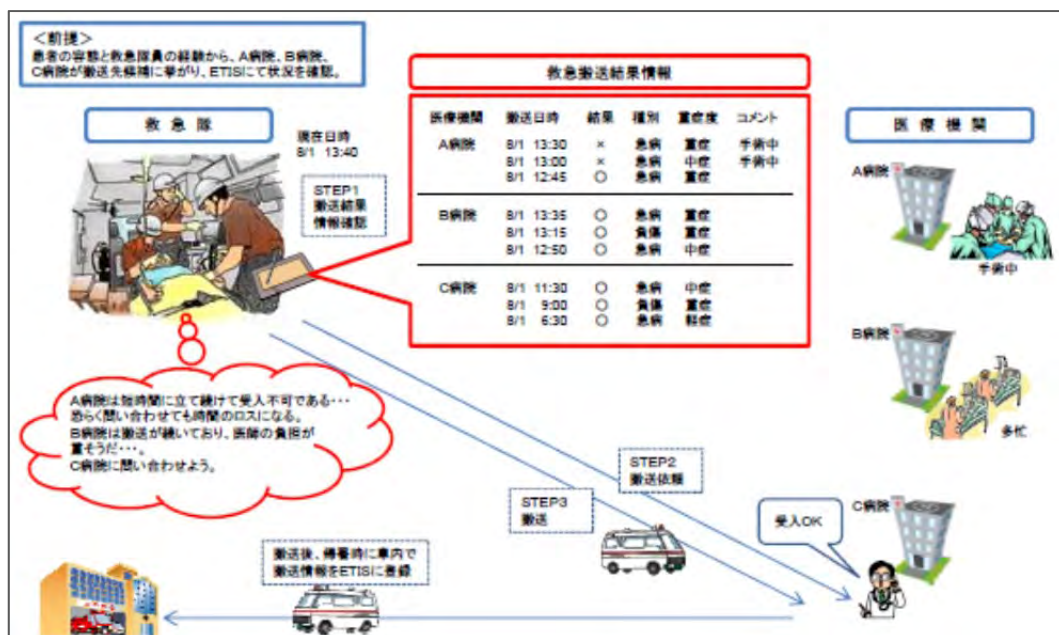 ＜前提＞
患者の容態と救急隊員の経験から、A病院、B病院、
C病院が搬送先候補に挙がり、ETISにて状況を確認。
救急隊
現在日時
8/1 13:40
STEP1
搬送結果
情報確認
救急搬送結果情報
医療機関 搬送日時 結果 種別 重症度 コメント
A病院 8/1 13:30 × 急病 重症 手術中
8/1 13:00 × 急病 中症 手術中
8/1 12:45 ○ 急病 重症
B病院 8/1 13:35 ○ 急病 重症
8/1 13:15 ○ 負傷 重症
8/1 12:50 ○ 急病 中症
C病院 8/1 11:30 ○ 急病 中症
8/1 9:00 ○ 負傷 重症
8/1 6:30 ○ 急病 軽症
医療機関
A病院
手術中
B病院
多忙
C病院
受入OK
A病院は短時間に立て続けて受入不可である・・・
恐らく問い合わせても時間のロスになる。
B病院は搬送が続いており、医師の負担が
重そうだ・・・。
C病院に問い合わせよう。
STEP2
搬送依頼
STEP3
搬送
搬送後、帰署時に車内で
搬送情報をETISに登録